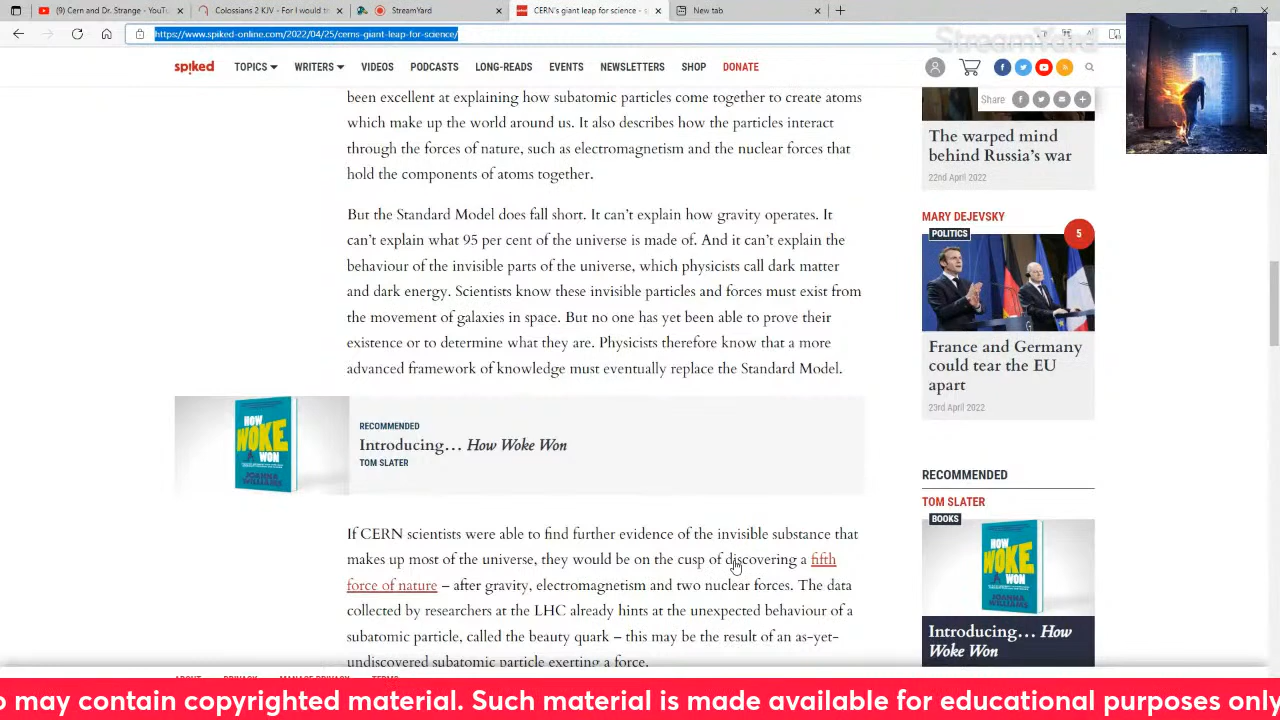 (9) Cern and Dr. Strange - YouTu
Colossians 2 KJV - For I would t
StreamYard
CERN's giant leap for science - s
New tab
https://www.spiked-online.com/2022/04/25/cerns-giant-leap-for-science/
StreamYard
spiked
TOPICS
WRITERS
VIDEOS
PODCASTS
LONG-READS
EVENTS
NEWSLETTERS
SHOP
DONATE
Share
been excellent at explaining how subatomic particles come together to create atoms
which make up the world around us. It also describes how the particles interact
through the forces of nature, such as electromagnetism and the nuclear forces that
hold the components of atoms together.
But the Standard Model does fall short. It can't explain how gravity operates. It
can't explain what 95 per cent of the universe is made of. And it can't explain the
behaviour of the invisible parts of the universe, which physicists call dark matter
and dark energy. Scientists know these invisible particles and forces must exist from
the movement of galaxies in space. But no one has yet been able to prove their
existence or to determine what they are. Physicists therefore know that a more
advanced framework of knowledge must eventually replace the Standard Model.
HOW
WOKE
WON
JOANNA
WILLIAMS
RECOMMENDED
Introducing… How Woke Won
TOM SLATER
If CERN scientists were able to find further evidence of the invisible substance that
makes up most of the universe, they would be on the cusp of discovering a fifth
force of nature – after gravity, electromagnetism and two nuclear forces. The data
collected by researchers at the LHC already hints at the unexpected behaviour of a
subatomic particle, called the beauty quark – this may be the result of an as-yet-
undiscovered subatomic particle exerting a force.
The warped mind
behind Russia's war
22nd April 2022
MARY DEJEVSKY
POLITICS
5
France and Germany
could tear the EU
apart
23rd April 2022
RECOMMENDED
TOM SLATER
BOOKS
HOW
WOKE
WON
JOANNA
WILLIAMS
Introducing… How
Woke Won
ABOUT
PRIVACY
MANAGE PRIVACY
TERMS
o may contain copyrighted material. Such material is made available for educational purposes only